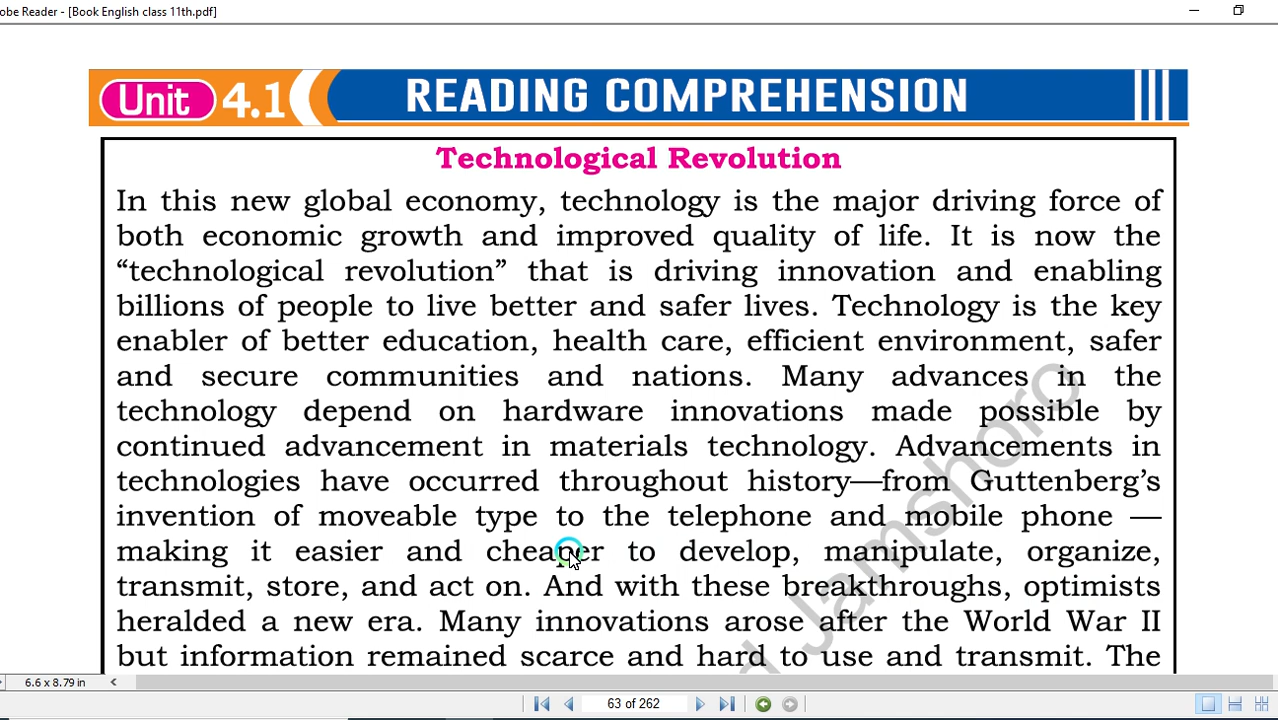 obe Reader - [Book English class 11th.pdf]
Unit 4.1 READING COMPREHENSION
Technological Revolution
In this new global economy, technology is the major driving force of
both economic growth and improved quality of life. It is now the
“technological revolution” that is driving innovation and enabling
billions of people to live better and safer lives. Technology is the key
enabler of better education, health care, efficient environment, safer
and secure communities and nations. Many advances in the
technology depend on hardware innovations made possible by
continued advancement in materials technology. Advancements in
technologies have occurred throughout history—from Guttenberg’s
invention of moveable type to the telephone and mobile phone —
making it easier and cheaper to develop, manipulate, organize,
transmit, store, and act on. And with these breakthroughs, optimists
heralded a new era. Many innovations arose after the World War II
but information remained scarce and hard to use and transmit. The
Jamshoro
6.6 x 8.79 in
63 of 262